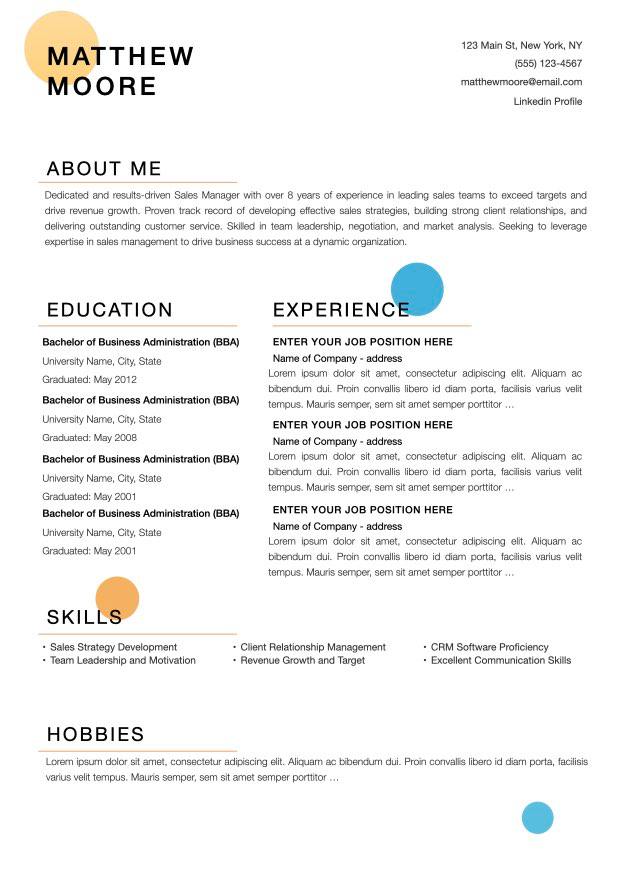 MATTHEW
MOORE
123 Main St, New York, NY
(555) 123-4567
matthewmoore@email.com
Linkedin Profile
ABOUT ME
Dedicated and results-driven Sales Manager with over 8 years of experience in leading sales teams to exceed targets and
drive revenue growth. Proven track record of developing effective sales strategies, building strong client relationships, and
delivering outstanding customer service. Skilled in team leadership, negotiation, and market analysis. Seeking to leverage
expertise in sales management to drive business success at a dynamic organization.
EDUCATION
Bachelor of Business Administration (BBA)
University Name, City, State
Graduated: May 2012
Bachelor of Business Administration (BBA)
University Name, City, State
Graduated: May 2008
Bachelor of Business Administration (BBA)
University Name, City, State
Graduated: May 2001
Bachelor of Business Administration (BBA)
University Name, City, State
Graduated: May 2001
EXPERIENCE
ENTER YOUR JOB POSITION HERE
Name of Company - address
Lorem ipsum dolor sit amet, consectetur adipiscing elit. Aliquam ac
bibendum dui. Proin convallis libero id diam porta, facilisis varius velit
tempus. Mauris semper, sem sit amet semper porttitor …
ENTER YOUR JOB POSITION HERE
Name of Company - address
Lorem ipsum dolor sit amet, consectetur adipiscing elit. Aliquam ac
bibendum dui. Proin convallis libero id diam porta, facilisis varius velit
tempus. Mauris semper, sem sit amet semper porttitor …
ENTER YOUR JOB POSITION HERE
Name of Company - address
Lorem ipsum dolor sit amet, consectetur adipiscing elit. Aliquam ac
bibendum dui. Proin convallis libero id diam porta, facilisis varius velit
tempus. Mauris semper, sem sit amet semper porttitor …
SKILLS
• Sales Strategy Development
• Team Leadership and Motivation
• Client Relationship Management
• Revenue Growth and Target
• CRM Software Proficiency
• Excellent Communication Skills
HOBBIES
Lorem ipsum dolor sit amet, consectetur adipiscing elit. Aliquam ac bibendum dui. Proin convallis libero id diam porta, facilisis
varius velit tempus. Mauris semper, sem sit amet semper porttitor …